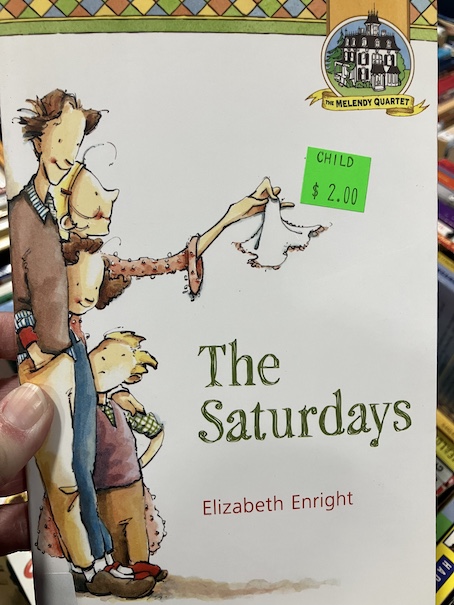 THE MELENDY QUARTET
CHILD
$ 2.00
The
Saturdays
Elizabeth Enright